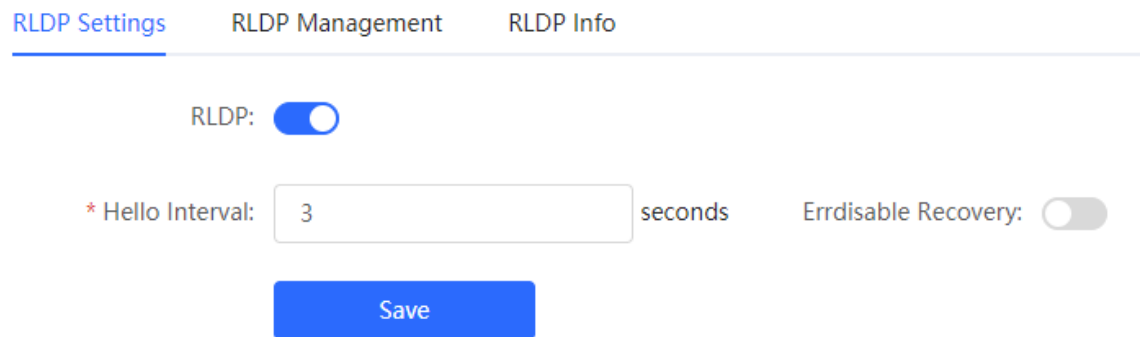 RLDP Settings RLDP Management RLDP Info
RLDP:
* Hello Interval: 3 seconds Errdisable Recovery:
Save